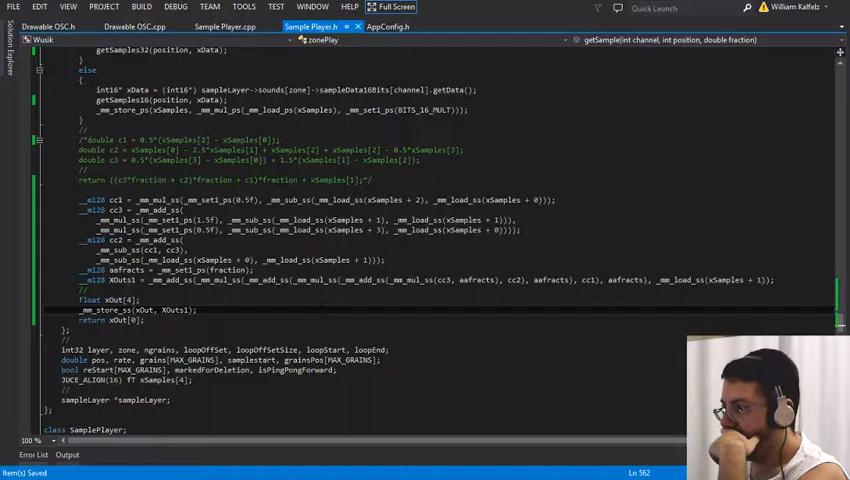 FILE EDIT VIEW PROJECT BUILD DEBUG TEAM TOOLS TEST ANALYZE WINDOW HELP Full Screen Quick Launch William Kalfelz
Drawable OSC.h Drawable OSC.cpp Sample Player.cpp Sample Player.h AppConfig.h
Wusik zonePlay getSample(int channel, int position, double fraction)
Solution Explorer
getSamples32(position, xData);
}
else
{
int16* xData = (int16*) sampleLayer->sounds[zone]->sampleData16Bits[channel].getData();
getSamples16(position, xData);
_mm_store_ps(xSamples, _mm_mul_ps(_mm_load_ps(xSamples), _mm_set1_ps(BITS_16_MULT)));
}
//
/*double c1 = 0.5*(xSamples[2] - xSamples[0]);
double c2 = xSamples[0] - 2.5*xSamples[1] + xSamples[2] + xSamples[2] - 0.5*xSamples[3];
double c3 = 0.5*(xSamples[3] - xSamples[0]) + 1.5*(xSamples[1] - xSamples[2]);
//
return ((c3*fraction + c2)*fraction + c1)*fraction + xSamples[1];*/
__m128 cc1 = _mm_mul_ss(_mm_set1_ps(0.5f), _mm_sub_ss(_mm_load_ss(xSamples + 2), _mm_load_ss(xSamples + 0)));
__m128 cc3 = _mm_add_ss(
_mm_mul_ss(_mm_set1_ps(1.5f), _mm_sub_ss(_mm_load_ss(xSamples + 1), _mm_load_ss(xSamples + 1))),
_mm_mul_ss(_mm_set1_ps(0.5f), _mm_sub_ss(_mm_load_ss(xSamples + 3), _mm_load_ss(xSamples + 0))));
__m128 cc2 = _mm_add_ss(
_mm_sub_ss(cc1, cc3),
_mm_sub_ss(_mm_load_ss(xSamples + 0), _mm_load_ss(xSamples + 1)));
__m128 aafracts = _mm_set1_ps(fraction);
__m128 XOuts1 = _mm_add_ss(_mm_mul_ss(_mm_add_ss(_mm_mul_ss(_mm_add_ss(_mm_mul_ss(cc3, aafracts), cc2), aafracts), cc1), aafracts), _mm_load_ss(xSamples + 1));
//
float xOut[4];
_mm_store_ss(xOut, XOuts1);
return xOut[0];
};
//
int32 layer, zone, ngrains, loopOffSet, loopOffSetSize, loopStart, loopEnd;
double pos, rate, grains[MAX_GRAINS], samplestart, grainsPos[MAX_GRAINS];
bool reStart[MAX_GRAINS], markedForDeletion, isPingPongForward;
JUCE_ALIGN(16) fT xSamples[4];
//
sampleLayer *sampleLayer;
};
class SamplePlayer;
100 %
Error List Output
Item(s) Saved Ln 562